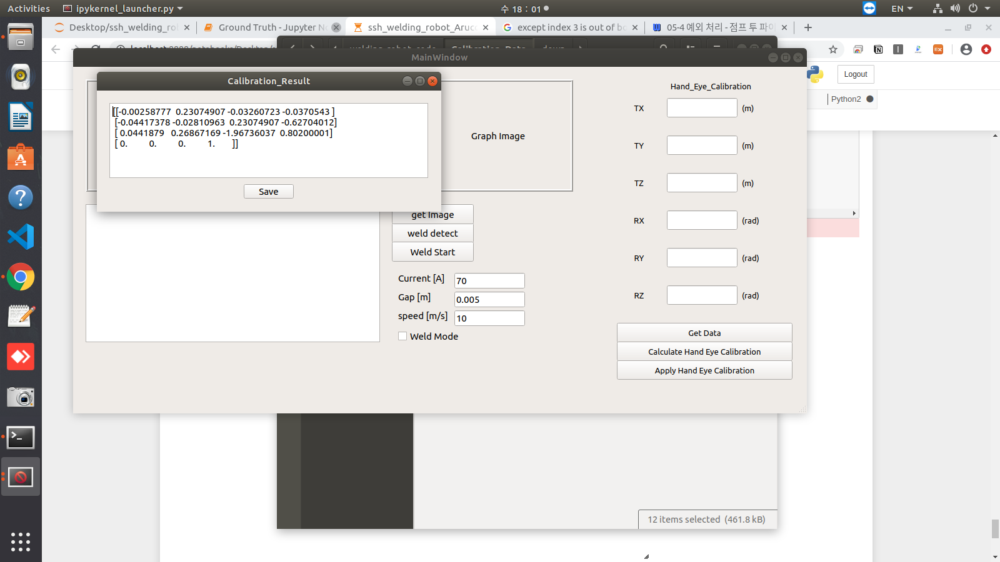 Activities
ipykernel_launcher.py
수 18 : 01
EN
Desktop/ssh_welding_rol
Ground Truth - Jupyter No
ssh_welding_robot_Aruco
except index 3 is out of bo
05-4 예외 처리 - 점프 투 파이
MainWindow
Calibration_Result
[[-0.00258777 0.23074907 -0.03260723 -0.0370543 ]
[-0.04417378 -0.02810963 0.23074907 -0.62704012]
[ 0.0441879 0.26867169 -1.96736037 0.80200001]
[ 0. 0. 0. 1. ]]
Save
Graph Image
get Image
weld detect
Weld Start
Current [A]
70
Gap [m]
0.005
speed [m/s]
10
Weld Mode
Hand_Eye_Calibration
TX
(m)
TY
(m)
TZ
(m)
RX
(rad)
RY
(rad)
RZ
(rad)
Get Data
Calculate Hand Eye Calibration
Apply Hand Eye Calibration
Logout
Python2
12 items selected (461.8 kB)